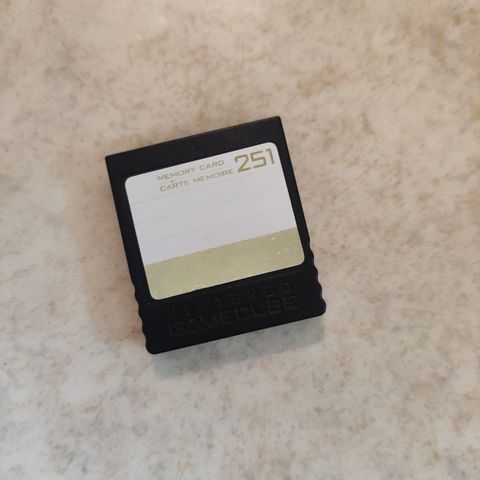 MEMORY CARD
CARTE MEMOIRE 251
NINTENDO
GAMECUBE